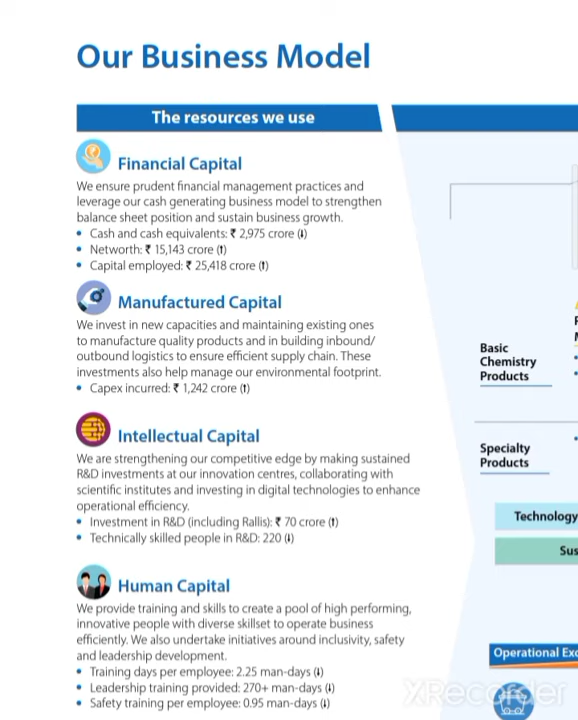 Our Business Model
The resources we use
Financial Capital
We ensure prudent financial management practices and
leverage our cash generating business model to strengthen
balance sheet position and sustain business growth.
• Cash and cash equivalents: ₹ 2,975 crore (⬇)
• Networth: ₹ 15,143 crore (⬆)
• Capital employed: ₹ 25,418 crore (⬆)
Manufactured Capital
We invest in new capacities and maintaining existing ones
to manufacture quality products and in building inbound/
outbound logistics to ensure efficient supply chain. These
investments also help manage our environmental footprint.
• Capex incurred: ₹ 1,242 crore (⬆)
Intellectual Capital
We are strengthening our competitive edge by making sustained
R&D investments at our innovation centres, collaborating with
scientific institutes and investing in digital technologies to enhance
operational efficiency.
• Investment in R&D (including Rallis): ₹ 70 crore (⬆)
• Technically skilled people in R&D: 220 (⬇)
Human Capital
We provide training and skills to create a pool of high performing,
innovative people with diverse skillset to operate business
efficiently. We also undertake initiatives around inclusivity, safety
and leadership development.
• Training days per employee: 2.25 man-days (⬇)
• Leadership training provided: 270+ man-days (⬇)
• Safety training per employee: 0.95 man-days (⬇)
Basic
Chemistry
Products
Specialty
Products
Technology
Sus
Operational Exc
XRecorder